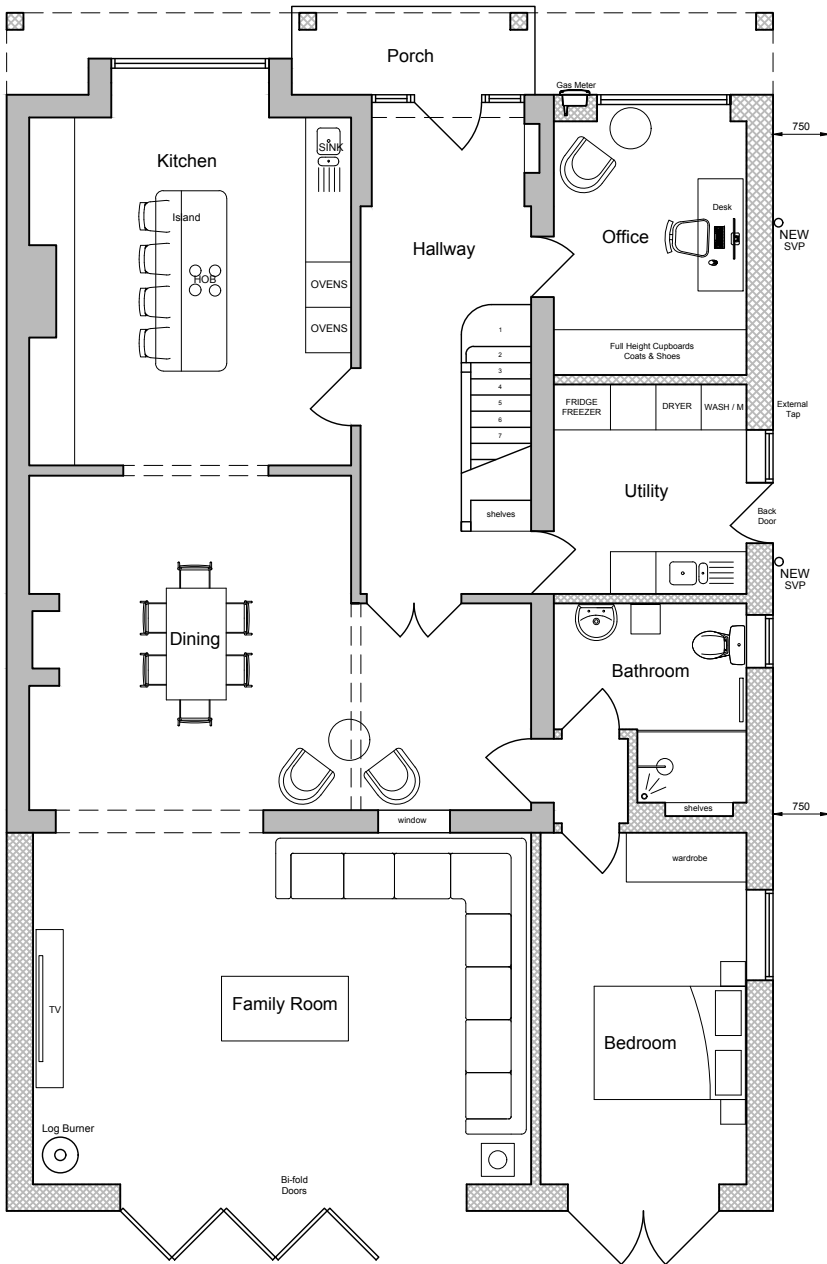 Porch
Gas Meter
750
Kitchen
SINK
Island
Desk
Hallway
Office
NEW
SVP
HOB
OVENS
OVENS
1
2
3
4
5
6
7
Full Height Cupboards
Coats & Shoes
FRIDGE
FREEZER
DRYER
WASH / M
External
Tap
Utility
shelves
Back
Door
NEW
SVP
Dining
Bathroom
shelves
750
window
wardrobe
TV
Family Room
Bedroom
Log Burner
Bi-fold
Doors